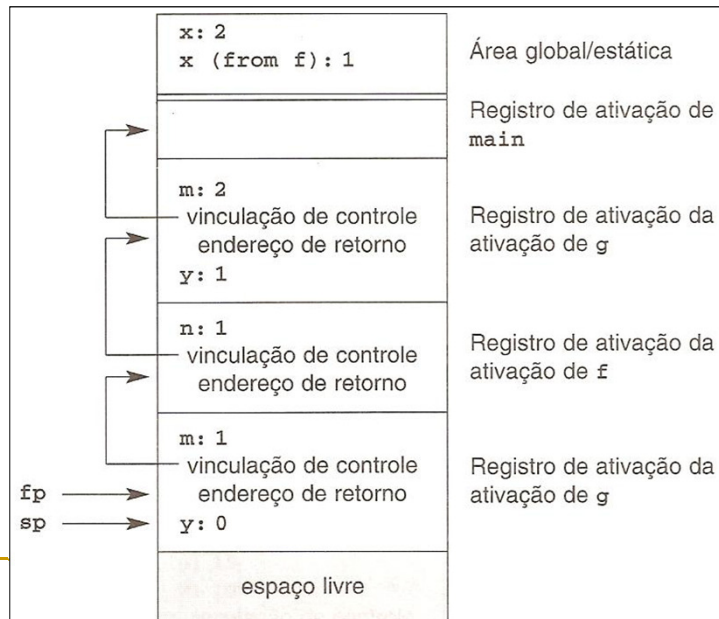 x: 2
x (from f): 1
Área global/estática
Registro de ativação de
main
m: 2
vinculação de controle
endereço de retorno
y: 1
Registro de ativação da
ativação de g
n: 1
vinculação de controle
endereço de retorno
Registro de ativação da
ativação de f
m: 1
vinculação de controle
endereço de retorno
y: 0
Registro de ativação da
ativação de g
fp
sp
espaço livre